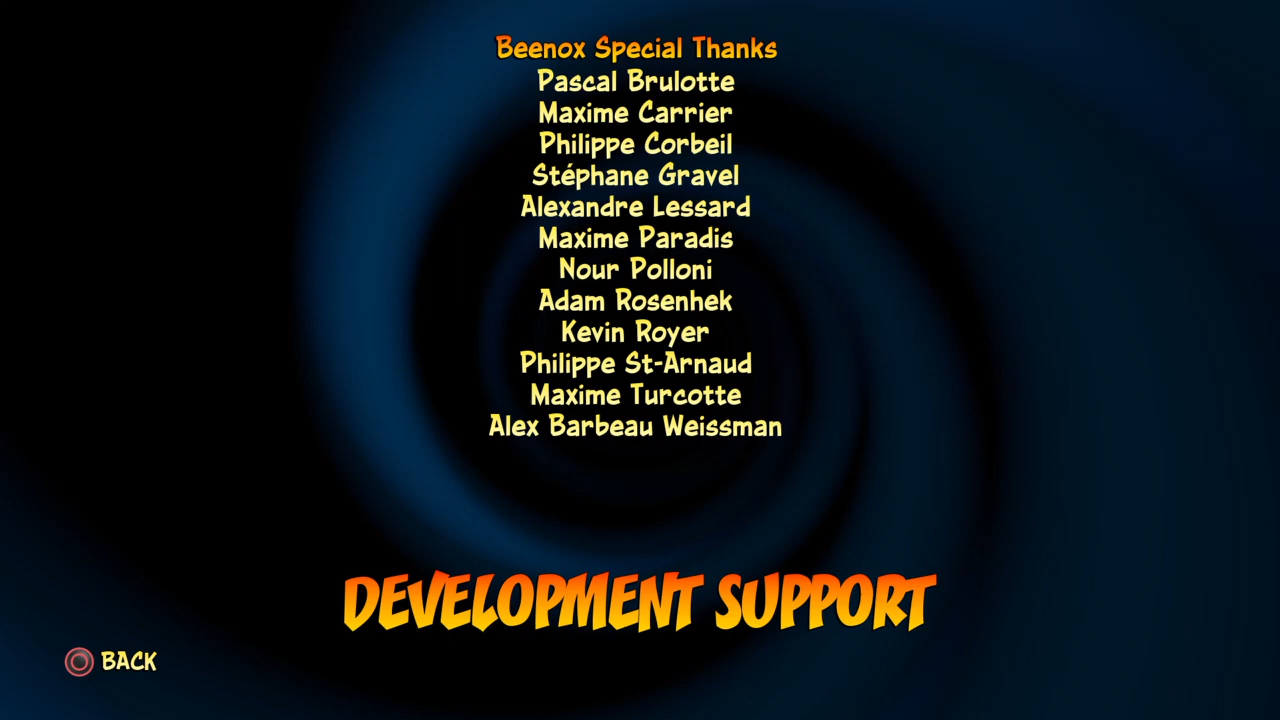 Beenox Special Thanks
Pascal Brulotte
Maxime Carrier
Philippe Corbeil
Stéphane Gravel
Alexandre Lessard
Maxime Paradis
Nour Polloni
Adam Rosenhek
Kevin Royer
Philippe St-Arnaud
Maxime Turcotte
Alex Barbeau Weissman
DEVELOPMENT SUPPORT
BACK